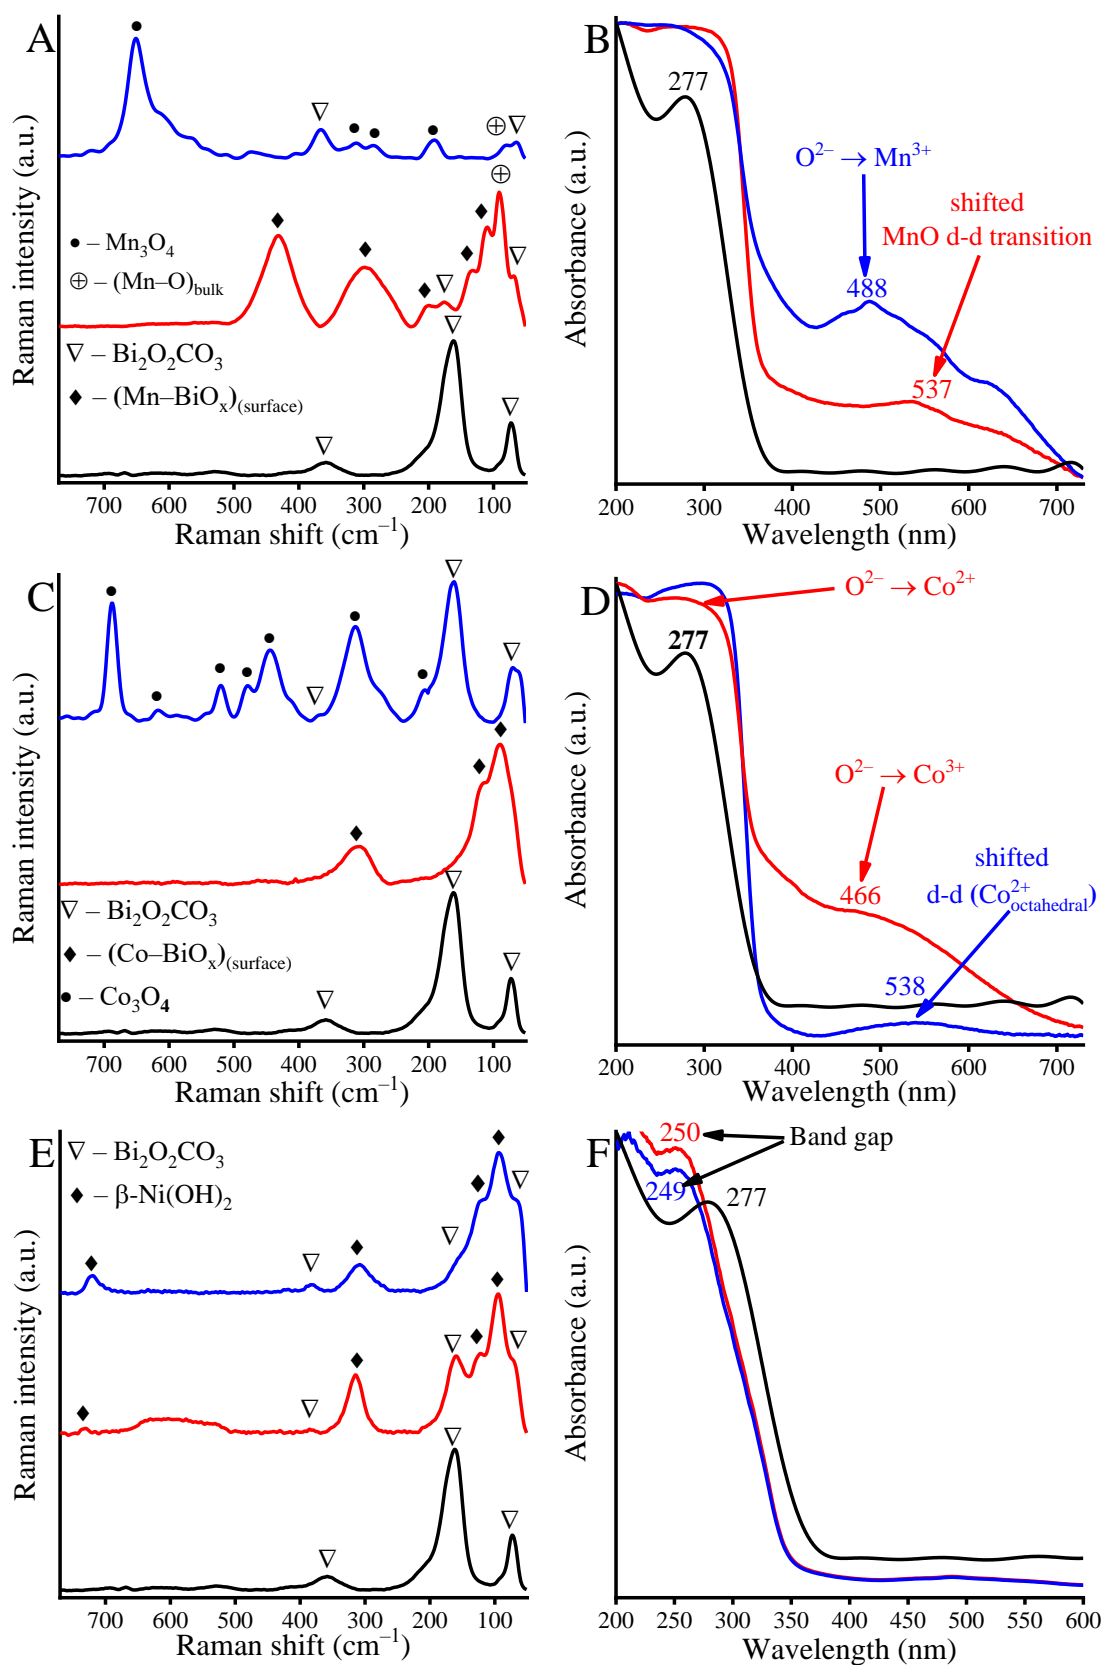 A
Raman intensity (a.u.)
● – Mn₃O₄
⊕ – (Mn–O)bulk
▽ – Bi₂O₂CO₃
♦ – (Mn–BiOₓ)(surface)
700 600 500 400 300 200 100
Raman shift (cm⁻¹)
B
Absorbance (a.u.)
277
O²⁻ → Mn³⁺
shifted
MnO d-d transition
488
537
200 300 400 500 600 700
Wavelength (nm)
C
Raman intensity (a.u.)
▽ – Bi₂O₂CO₃
♦ – (Co–BiOₓ)(surface)
● – Co₃O₄
700 600 500 400 300 200 100
Raman shift (cm⁻¹)
D
Absorbance (a.u.)
O²⁻ → Co²⁺
277
O²⁻ → Co³⁺
466
shifted
d-d (Co²⁺octahedral)
538
200 300 400 500 600 700
Wavelength (nm)
E
Raman intensity (a.u.)
▽ – Bi₂O₂CO₃
♦ – β-Ni(OH)₂
700 600 500 400 300 200 100
Raman shift (cm⁻¹)
F
Absorbance (a.u.)
250
Band gap
249
277
200 250 300 350 400 450 500 550 600
Wavelength (nm)